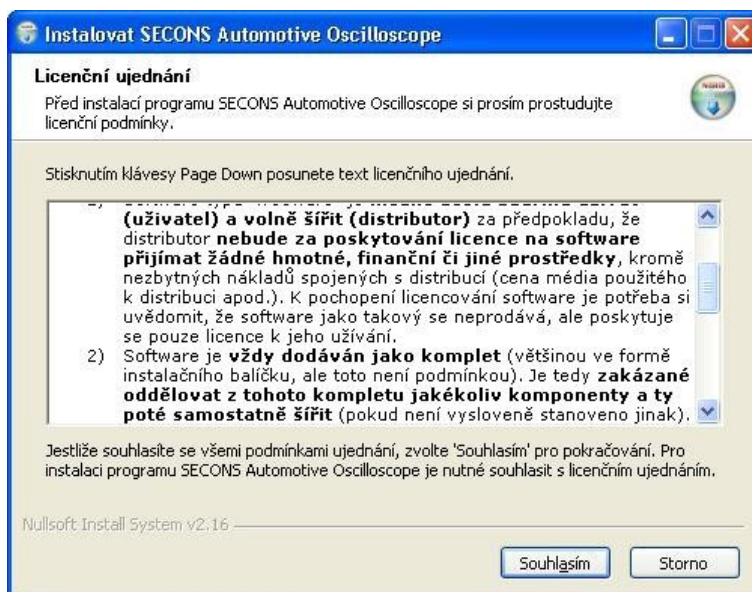 Instalovat SECONS Automotive Oscilloscope
Licenční ujednání
Před instalací programu SECONS Automotive Oscilloscope si prosím prostudujte
licenční podmínky.
Stisknutím klávesy Page Down posunete text licenčního ujednání.
(uživatel) a volně šířit (distributor) za předpokladu, že
distributor nebude za poskytování licence na software
přijímat žádné hmotné, finanční či jiné prostředky, kromě
nezbytných nákladů spojených s distribucí (cena média použitého
k distribuci apod.). K pochopení licencování software je potřeba si
uvědomit, že software jako takový se neprodává, ale poskytuje
se pouze licence k jeho užívání.
2) Software je vždy dodáván jako komplet (většinou ve formě
instalačního balíčku, ale toto není podmínkou). Je tedy zakázané
oddělovat z tohoto kompletu jakékoliv komponenty a ty
poté samostatně šířit (pokud není vysloveně stanoveno jinak).
Jestliže souhlasíte se všemi podmínkami ujednání, zvolte 'Souhlasím' pro pokračování. Pro
instalaci programu SECONS Automotive Oscilloscope je nutné souhlasit s licenčním ujednáním.
Nullsoft Install System v2.16
Souhlasím
Storno